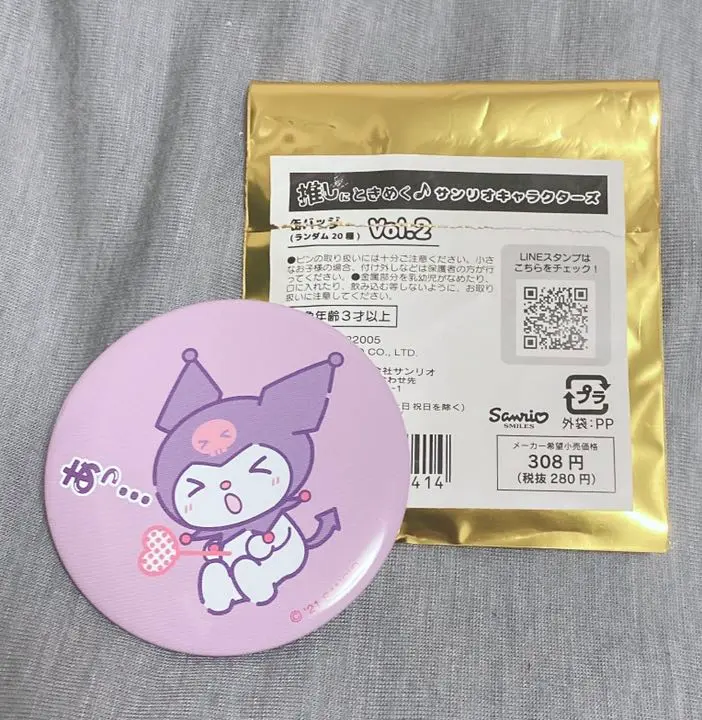 推しにときめく♪サンリオキャラクターズ
缶バッジ Vol.2
(ランダム20種)
●ピンの取り扱いには十分ご注意ください。小さ
なお子様の場合、付け外しなどは保護者の方が行
ってください。●金属部分を乳幼児がなめたり、
口に入れたり、飲み込む等しないように、お取り
扱いに注意してください。
年齢3才以上
22005
CO., LTD.
サンリオ
わせ先
-1
日祝日を除く)
414
LINEスタンプは
こちらをチェック!
Sanrio
SMILES
プラ
外袋:PP
メーカー希望小売価格
308円
(税抜 280円)
あっ…
© '21 SANRIO